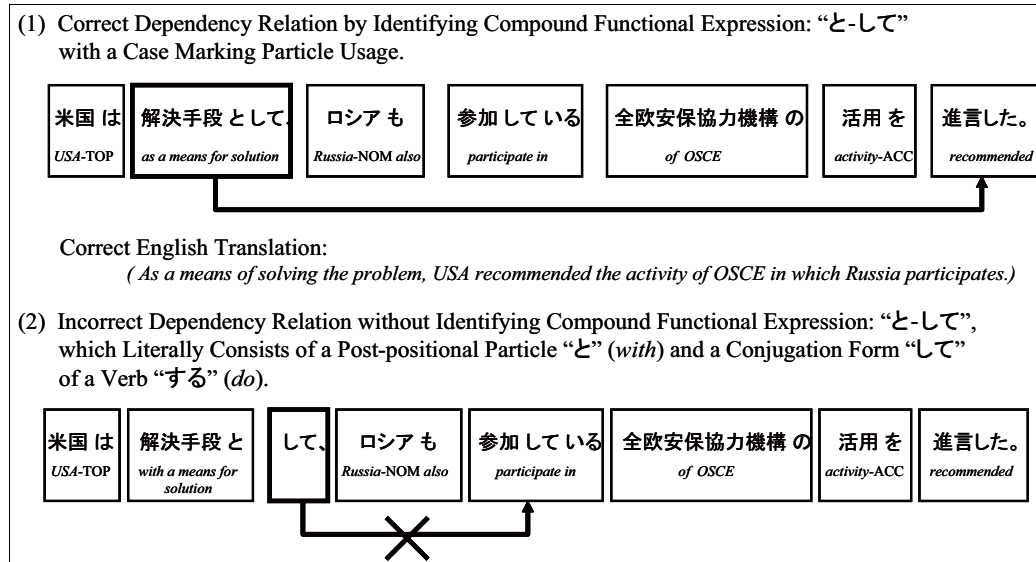 (1) Correct Dependency Relation by Identifying Compound Functional Expression: “と-して”
with a Case Marking Particle Usage.
米国 は 解決手段 と して、 ロシア も 参加 して いる 全欧安保協力機構 の 活用 を 進言した。
USA-TOP as a means for solution Russia-NOM also participate in of OSCE activity-ACC recommended
Correct English Translation:
( As a means of solving the problem, USA recommended the activity of OSCE in which Russia participates.)
(2) Incorrect Dependency Relation without Identifying Compound Functional Expression: “と-して”,
which Literally Consists of a Post-positional Particle “と” (with) and a Conjugation Form “して”
of a Verb “する” (do).
米国 は 解決手段 と して、 ロシア も 参加 して いる 全欧安保協力機構 の 活用 を 進言した。
USA-TOP with a means for Russia-NOM also participate in of OSCE activity-ACC recommended
solution